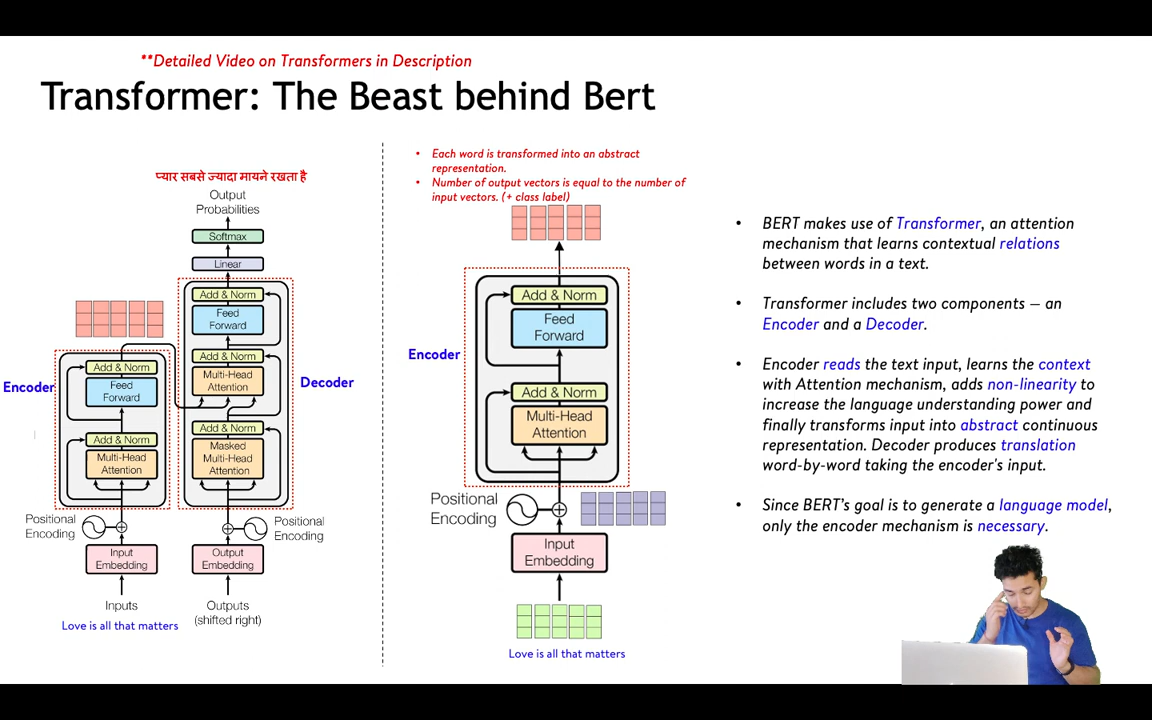 **Detailed Video on Transformers in Description
Transformer: The Beast behind Bert
प्यार सबसे ज्यादा मायने रखता है
Output
Probabilities
Softmax
Linear
Add & Norm
Feed
Forward
Add & Norm
Multi-Head
Attention
Add & Norm
Masked
Multi-Head
Attention
Decoder
Encoder
Add & Norm
Feed
Forward
Add & Norm
Multi-Head
Attention
Positional
Encoding
Positional
Encoding
Input
Embedding
Output
Embedding
Inputs
Outputs
(shifted right)
Love is all that matters
• Each word is transformed into an abstract
representation.
• Number of output vectors is equal to the number of
input vectors. (+ class label)
Encoder
Add & Norm
Feed
Forward
Add & Norm
Multi-Head
Attention
Positional
Encoding
Input
Embedding
Love is all that matters
• BERT makes use of Transformer, an attention
mechanism that learns contextual relations
between words in a text.
• Transformer includes two components – an
Encoder and a Decoder.
• Encoder reads the text input, learns the context
with Attention mechanism, adds non-linearity to
increase the language understanding power and
finally transforms input into abstract continuous
representation. Decoder produces translation
word-by-word taking the encoder's input.
• Since BERT's goal is to generate a language model,
only the encoder mechanism is necessary.